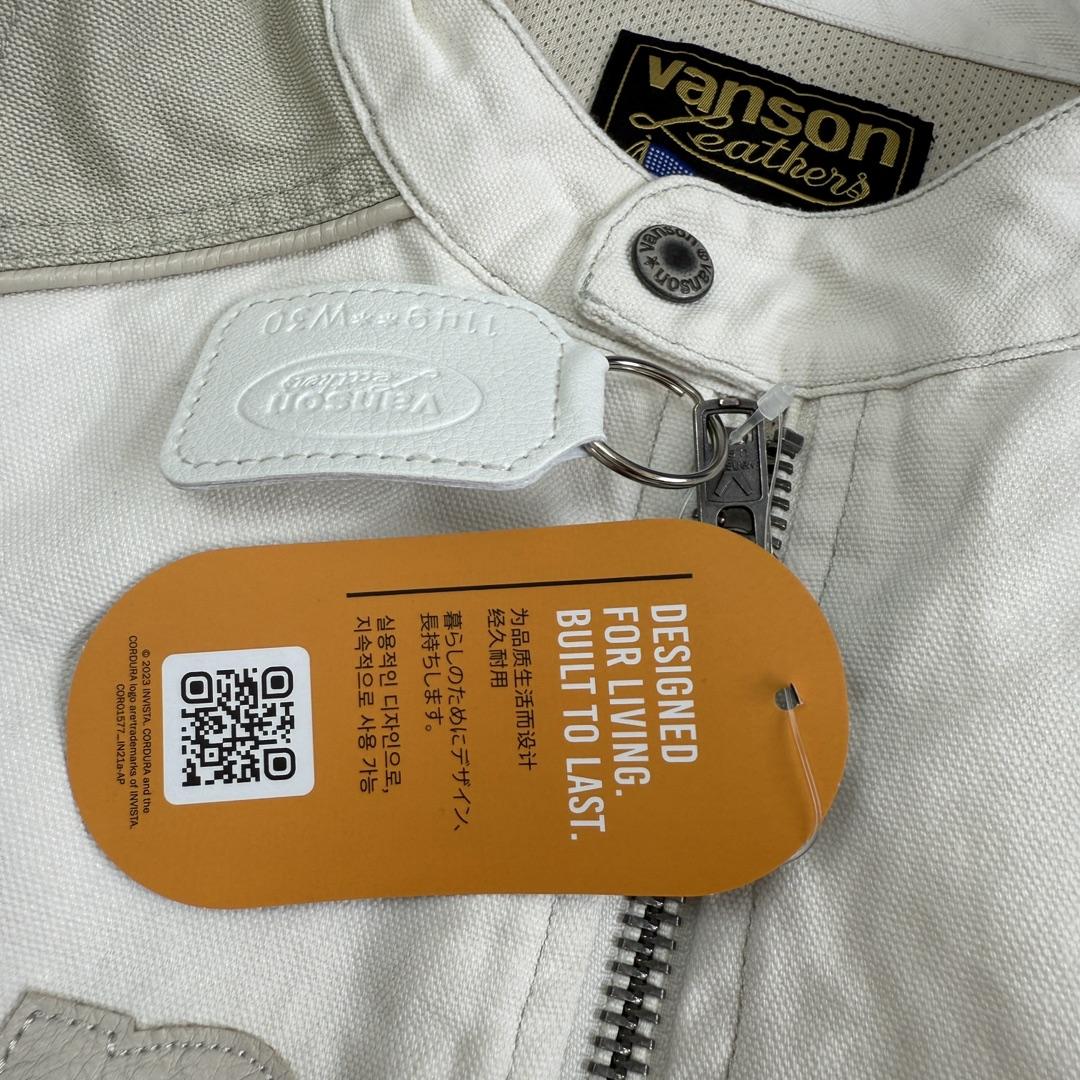 vanson
Leathers
vanson * vanson *
11119*W30
Vanson
Leathers
DESIGNED
FOR LIVING.
BUILT TO LAST.
为品质生活而设计
经久耐用
暮らしのためにデザイン、
長持ちします。
실용적인 디자인으로,
지속적으로 사용 가능
© 2023 INVISTA. CORDURA and the
CORDURA logo are trademarks of INVISTA.
COR01577_IN21a-AP